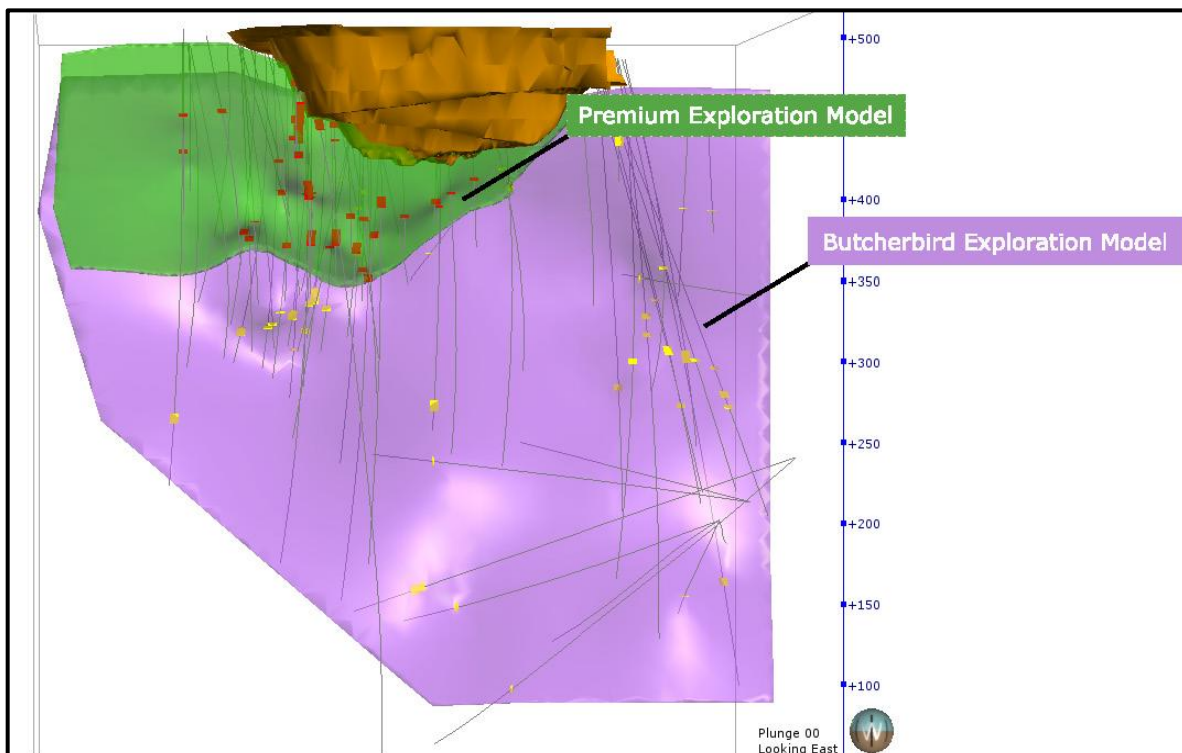 +500
Premium Exploration Model
+400
Butcherbird Exploration Model
+350
+300
+250
+200
+150
+100
Plunge 00
W
Looking East